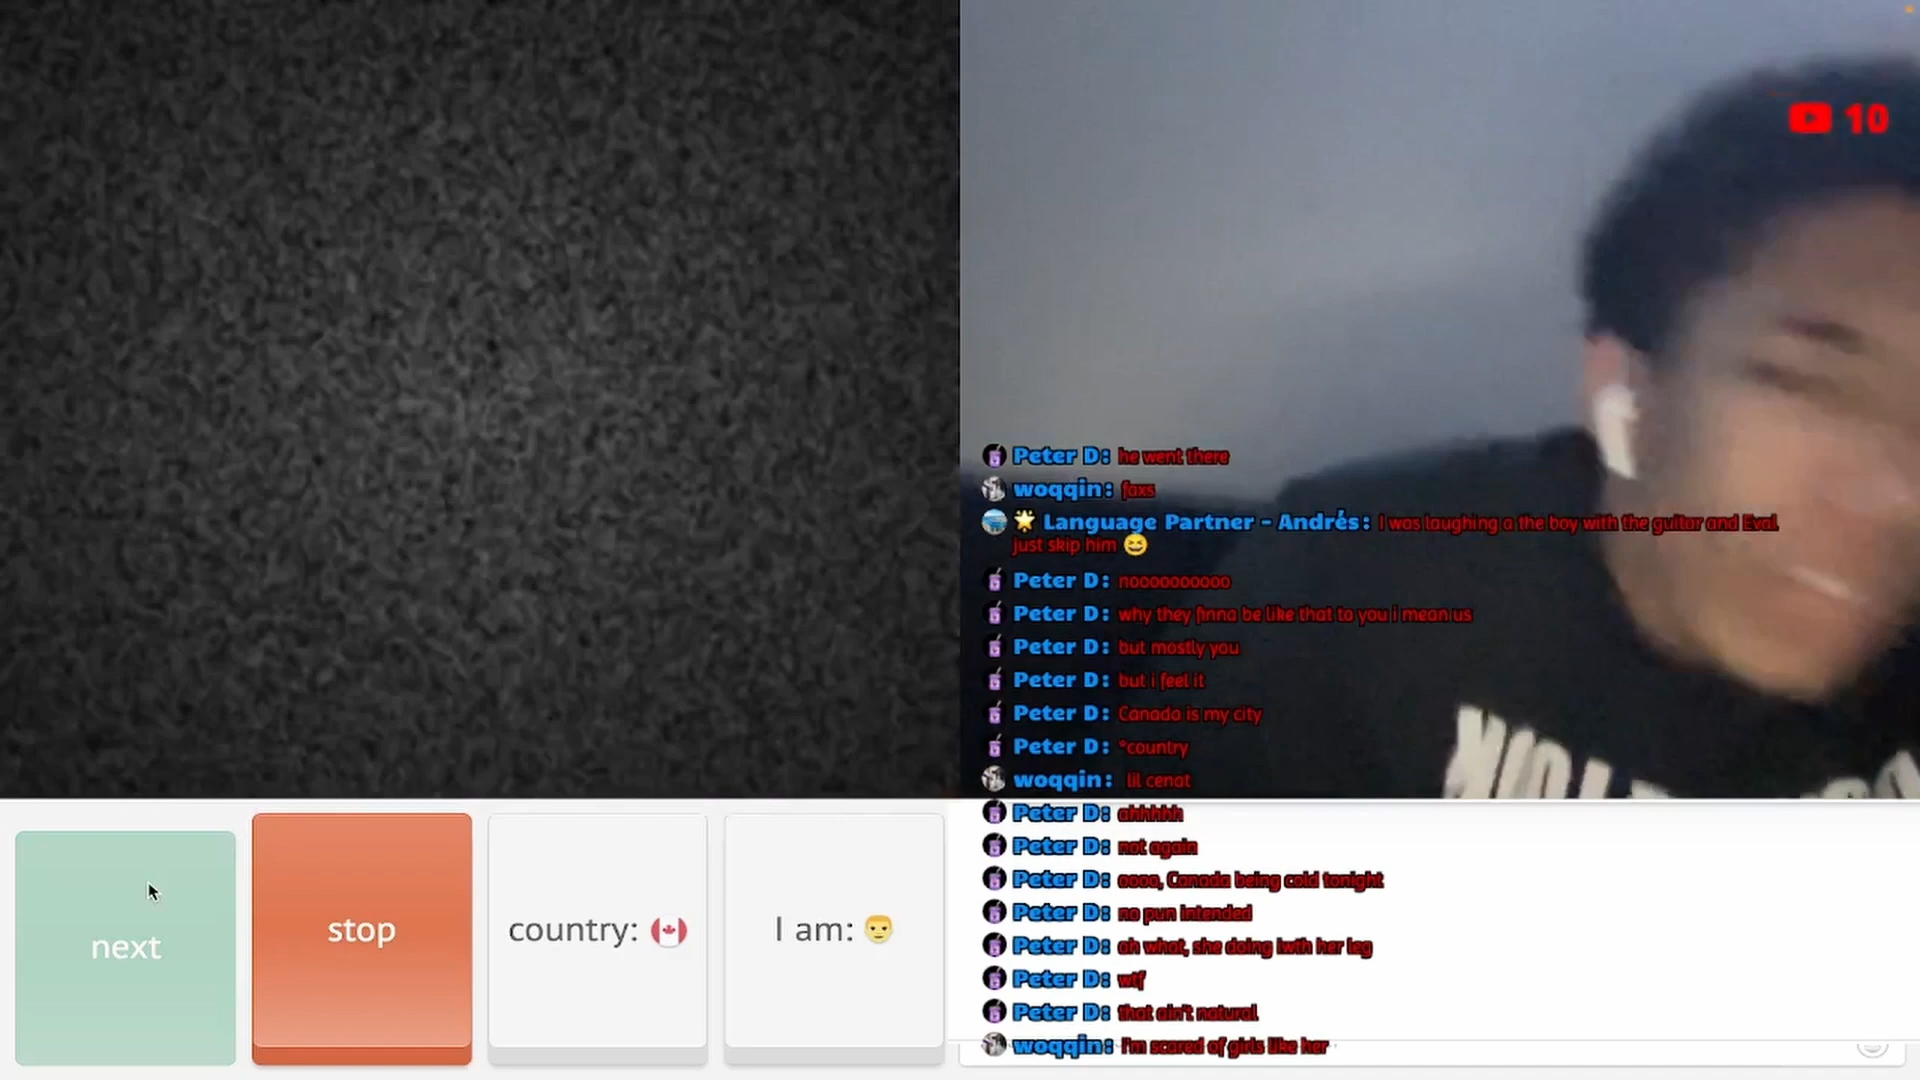 10
Peter D: he went there
woqqin: faxs
Language Partner - Andrés: I was laughing a the boy with the guitar and Eval
just skip him
Peter D: nooooooooooo
Peter D: why they finna be like that to you i mean us
Peter D: but mostly you
Peter D: but i feel it
Peter D: Canada is my city
Peter D: *country
woqqin: lil cenat
Peter D: ahhhhh
Peter D: not again
Peter D: oooo, Canada being cold tonight
Peter D: no pun intended
Peter D: oh what, she doing iwth her leg
Peter D: wtf
Peter D: that ain't natural
woqqin: I'm scared of girls like her
next
stop
country:
I am: